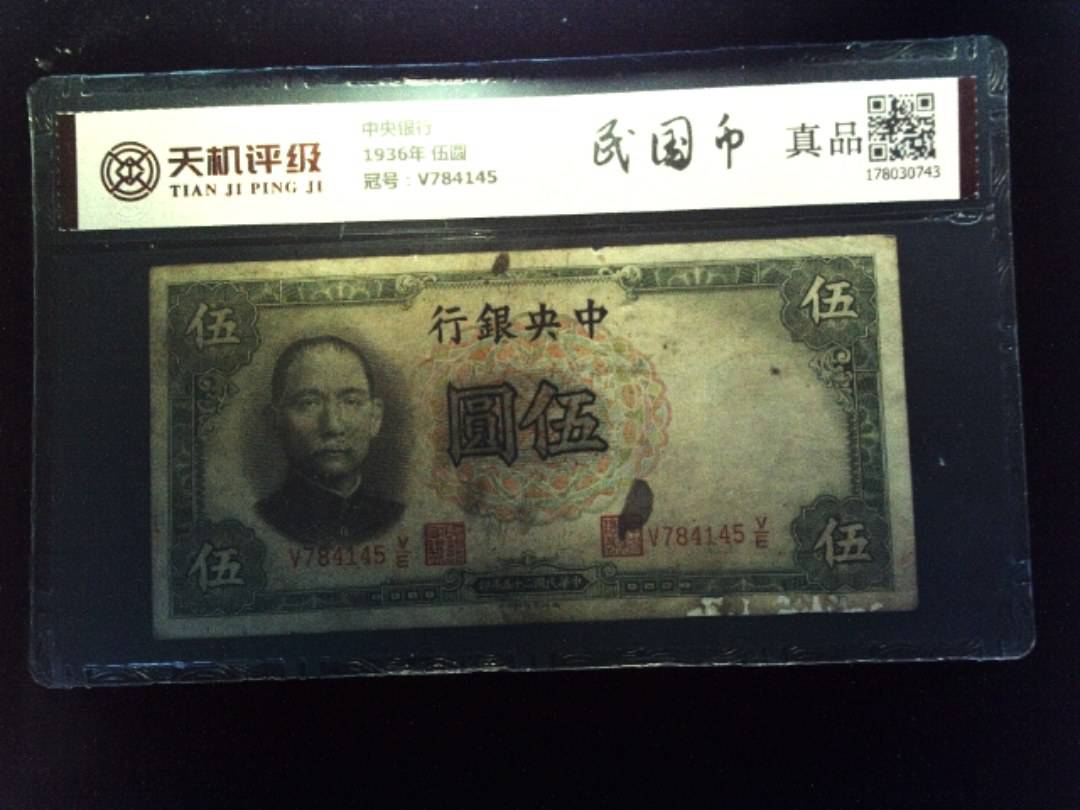 天机评级
TIAN JI PING JI
中央银行
1936年 伍圆
冠号：V784145
民国币
真品
178030743
伍
伍
行銀央中
圓伍
V784145 V/E
V784145 V/E
伍
伍